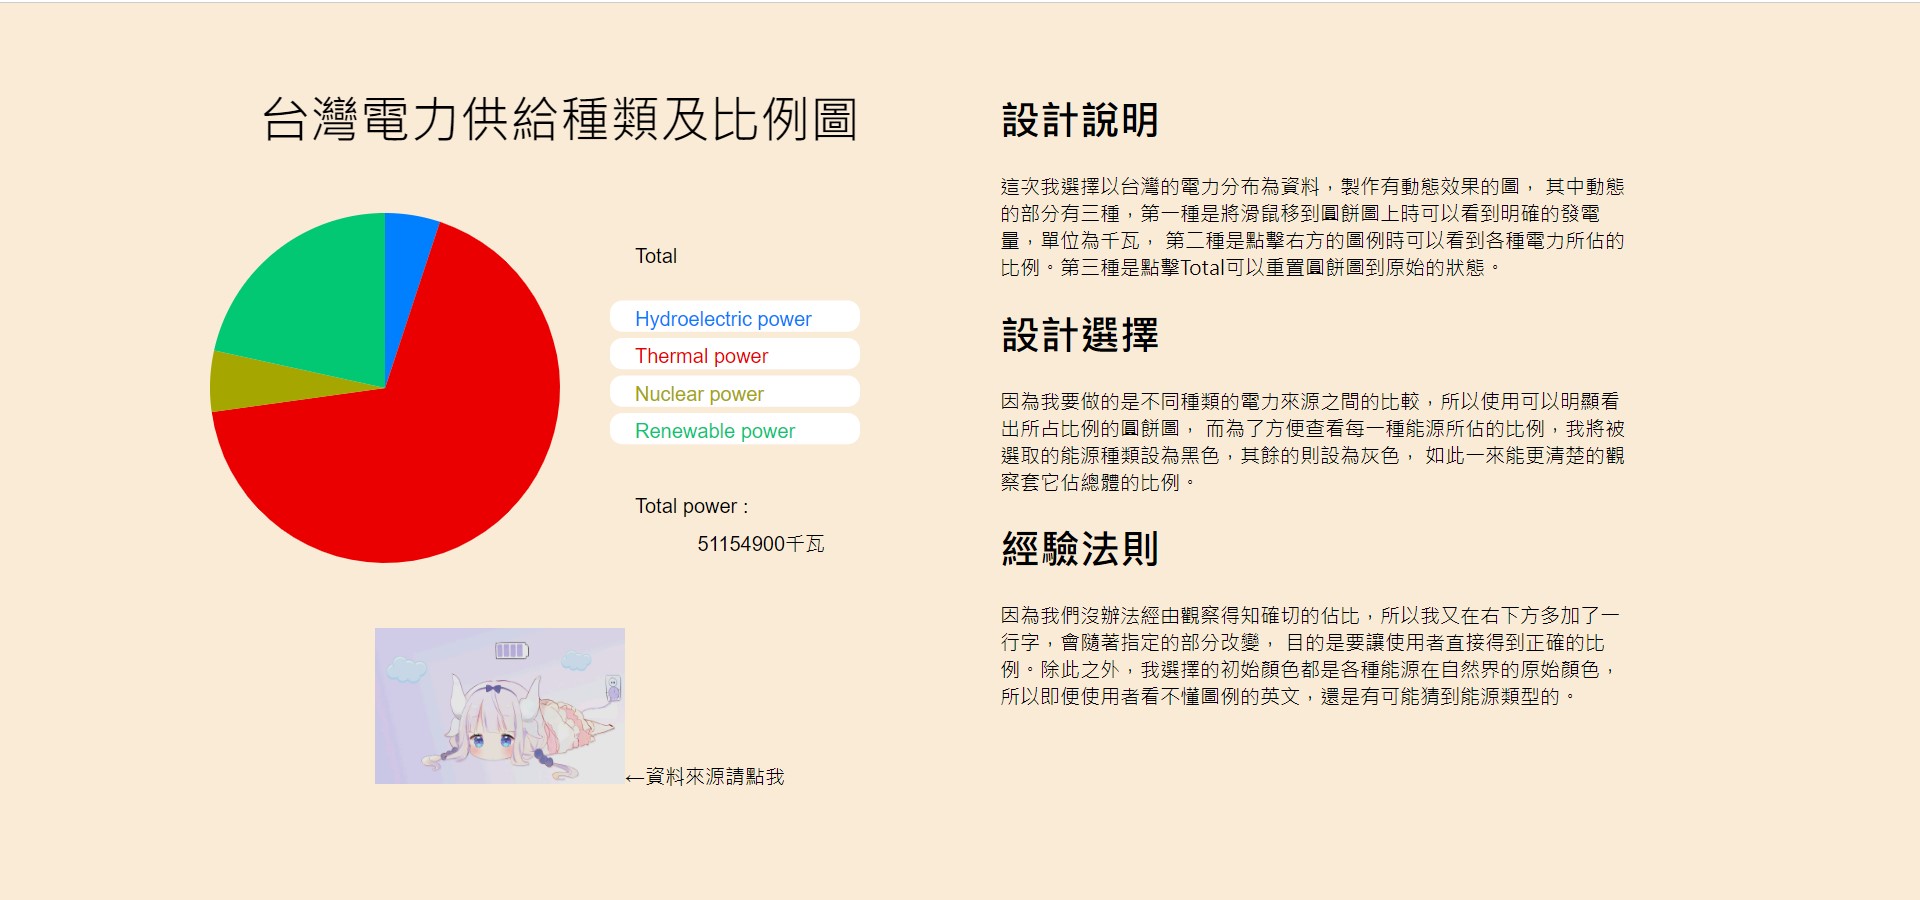 台灣電力供給種類及比例圖
Total
Hydroelectric power
Thermal power
Nuclear power
Renewable power
Total power :
51154900千瓦
←資料來源請點我
設計說明
這次我選擇以台灣的電力分布為資料，製作有動態效果的圖， 其中動態
的部分有三種，第一種是將滑鼠移到圓餅圖上時可以看到明確的發電
量，單位為千瓦， 第二種是點擊右方的圖例時可以看到各種電力所佔的
比例。第三種是點擊Total可以重置圓餅圖到原始的狀態。
設計選擇
因為我要做的是不同種類的電力來源之間的比較，所以使用可以明顯看
出所占比例的圓餅圖， 而為了方便查看每一種能源所佔的比例，我將被
選取的能源種類設為黑色，其餘的則設為灰色， 如此一來能更清楚的觀
察套它佔總體的比例。
經驗法則
因為我們沒辦法經由觀察得知確切的佔比，所以我又在右下方多加了一
行字，會隨著指定的部分改變， 目的是要讓使用者直接得到正確的比
例。除此之外，我選擇的初始顏色都是各種能源在自然界的原始顏色，
所以即便使用者看不懂圖例的英文，還是有可能猜到能源類型的。